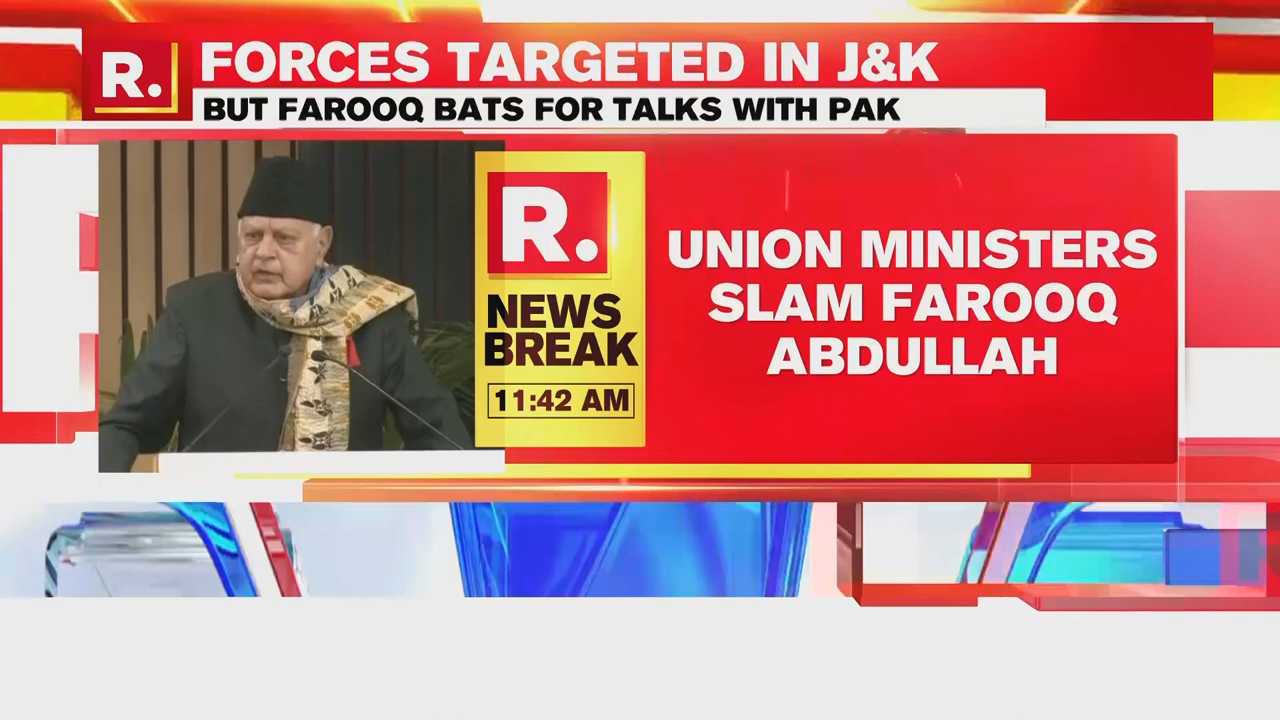 R.
FORCES TARGETED IN J&K
BUT FAROOQ BATS FOR TALKS WITH PAK
R.
NEWS
BREAK
11:42 AM
UNION MINISTERS
SLAM FAROOQ
ABDULLAH